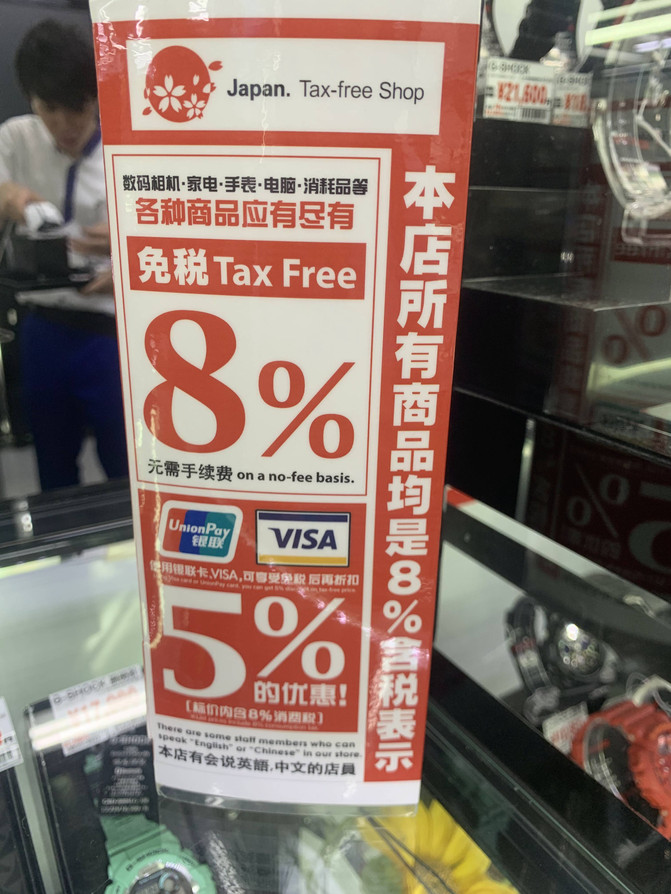 Japan. Tax-free Shop
数码相机·家电·手表·电脑·消耗品等
各种商品应有尽有
免税 Tax Free
8%
无需手续费 on a no-fee basis.
UnionPay
银联
VISA
使用银联卡、VISA,可享受免税后再折扣
5%
的优惠!
[标价内含8%消费税]
There are some staff members who can
speak "English" or "Chinese" in our store.
本店有会说英語,中文的店員
本店所有商品均是8%含税表示
¥21,600
G-SHOCK